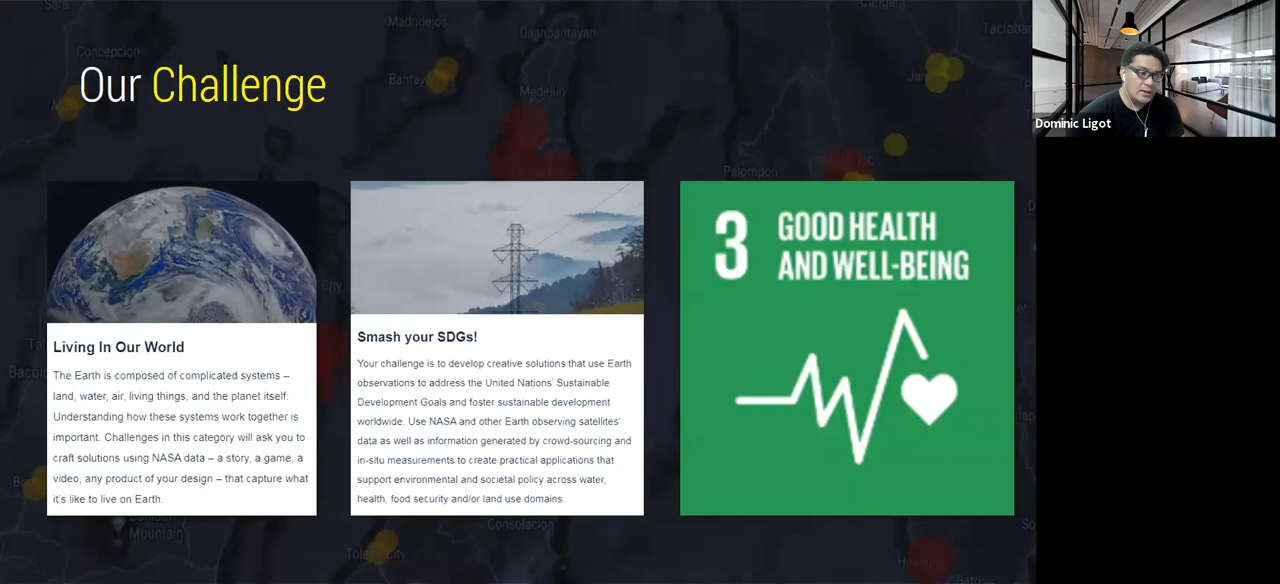 Our Challenge
Living In Our World
The Earth is composed of complicated systems –
land, water, air, living things, and the planet itself.
Understanding how these systems work together is
important. Challenges in this category will ask you to
craft solutions using NASA data – a story, a game, a
video, any product of your design – that capture what
it's like to live on Earth.
Smash your SDGs!
Your challenge is to develop creative solutions that use Earth
observations to address the United Nations' Sustainable
Development Goals and foster sustainable development
worldwide. Use NASA and other Earth observing satellites'
data as well as information generated by crowd-sourcing and
in-situ measurements to create practical applications that
support environmental and societal policy across water,
health, food security and/or land use domains.
3 GOOD HEALTH
AND WELL-BEING
Dominic Ligot
Madridejos
Daanbantayan
Concepcion
Medellin
Palompon
City
Consolacion
Mountain